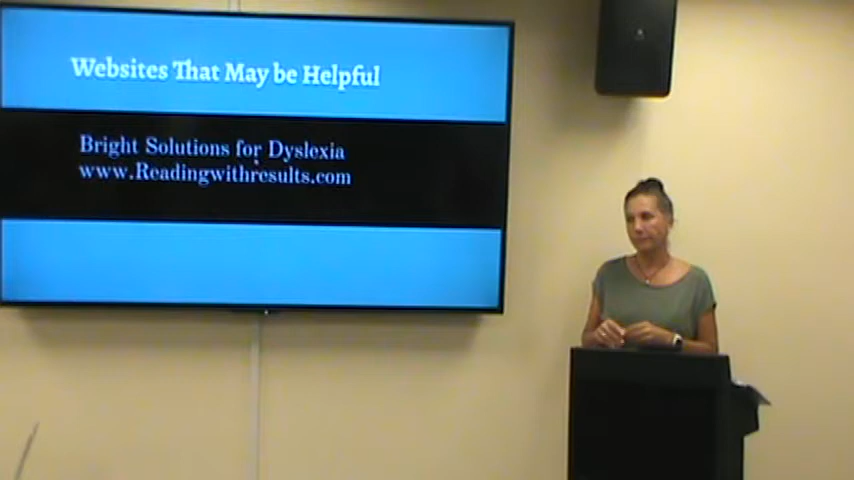 Websites That May be Helpful
Bright Solutions for Dyslexia
www.Readingwithresults.com